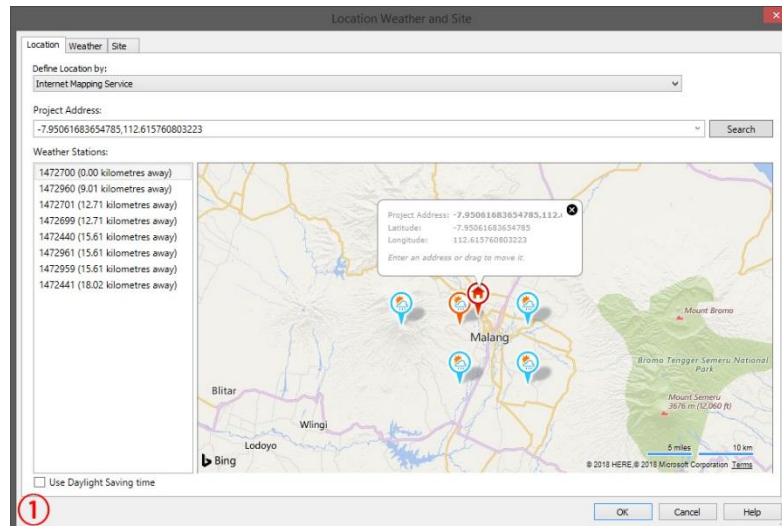 Location Weather and Site
Location Weather Site
Define Location by:
Internet Mapping Service
Project Address:
-7.95061683654785,112.615760803223
Search
Weather Stations:
1472700 (0.00 kilometres away)
1472960 (9.01 kilometres away)
1472701 (12.71 kilometres away)
1472699 (12.71 kilometres away)
1472440 (15.61 kilometres away)
1472961 (15.61 kilometres away)
1472959 (15.61 kilometres away)
1472441 (18.02 kilometres away)
Project Address: -7.95061683654785,112.
Latitude: -7.95061683654785
Longitude: 112.615760803223
Enter an address or drag to move it.
Mount Bromo
Malang
Bromo Tengger Semeru National
Park
Blitar
Mount Semeru
3676 m (12,060 ft)
Wlingi
Lodoyo
5 miles 10 km
Bing
© 2018 HERE,© 2018 Microsoft Corporation Terms
Use Daylight Saving time
1
OK Cancel Help